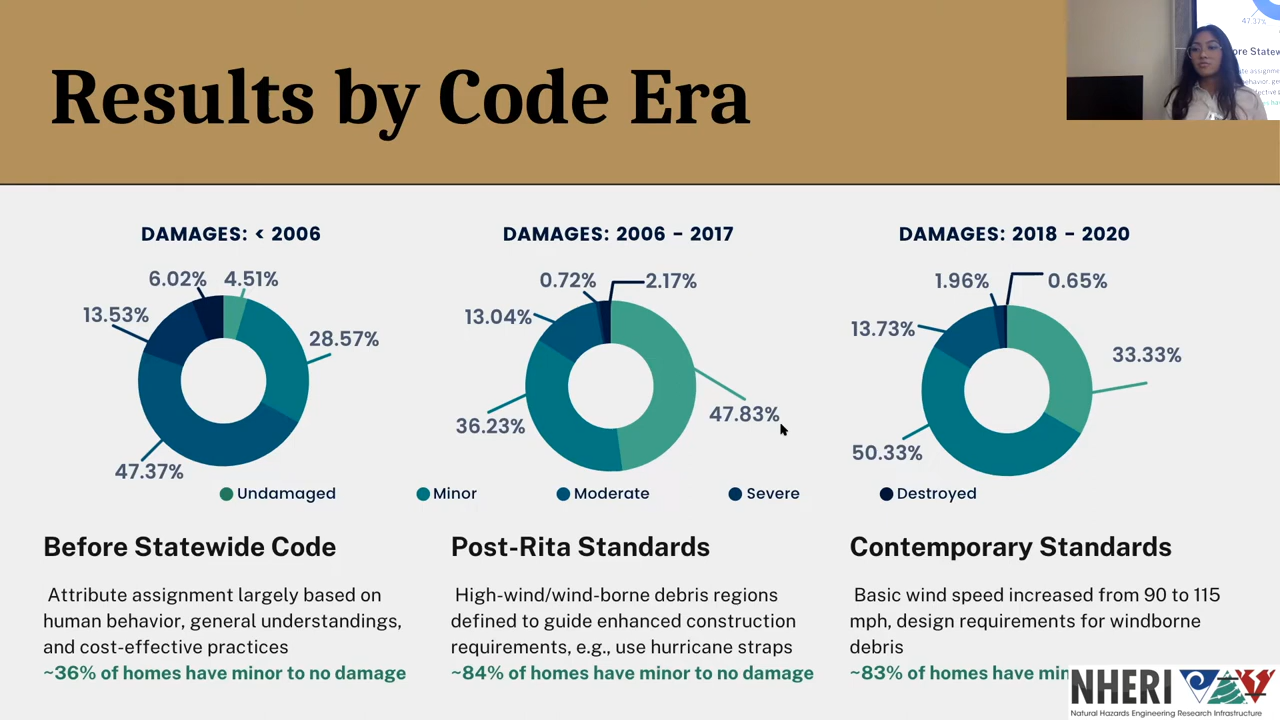 Results by Code Era
47.37%
DAMAGES: < 2006
6.02%
4.51%
13.53%
28.57%
47.37%
DAMAGES: 2006 - 2017
0.72%
2.17%
13.04%
36.23%
47.83%
DAMAGES: 2018 - 2020
1.96%
0.65%
13.73%
33.33%
50.33%
Undamaged
Minor
Moderate
Severe
Destroyed
Before Statewide Code
Attribute assignment largely based on
human behavior, general understandings,
and cost-effective practices
~36% of homes have minor to no damage
Post-Rita Standards
High-wind/wind-borne debris regions
defined to guide enhanced construction
requirements, e.g., use hurricane straps
~84% of homes have minor to no damage
Contemporary Standards
Basic wind speed increased from 90 to 115
mph, design requirements for windborne
debris
~83% of homes have min
NHERI
Natural Hazards Engineering Research Infrastructure